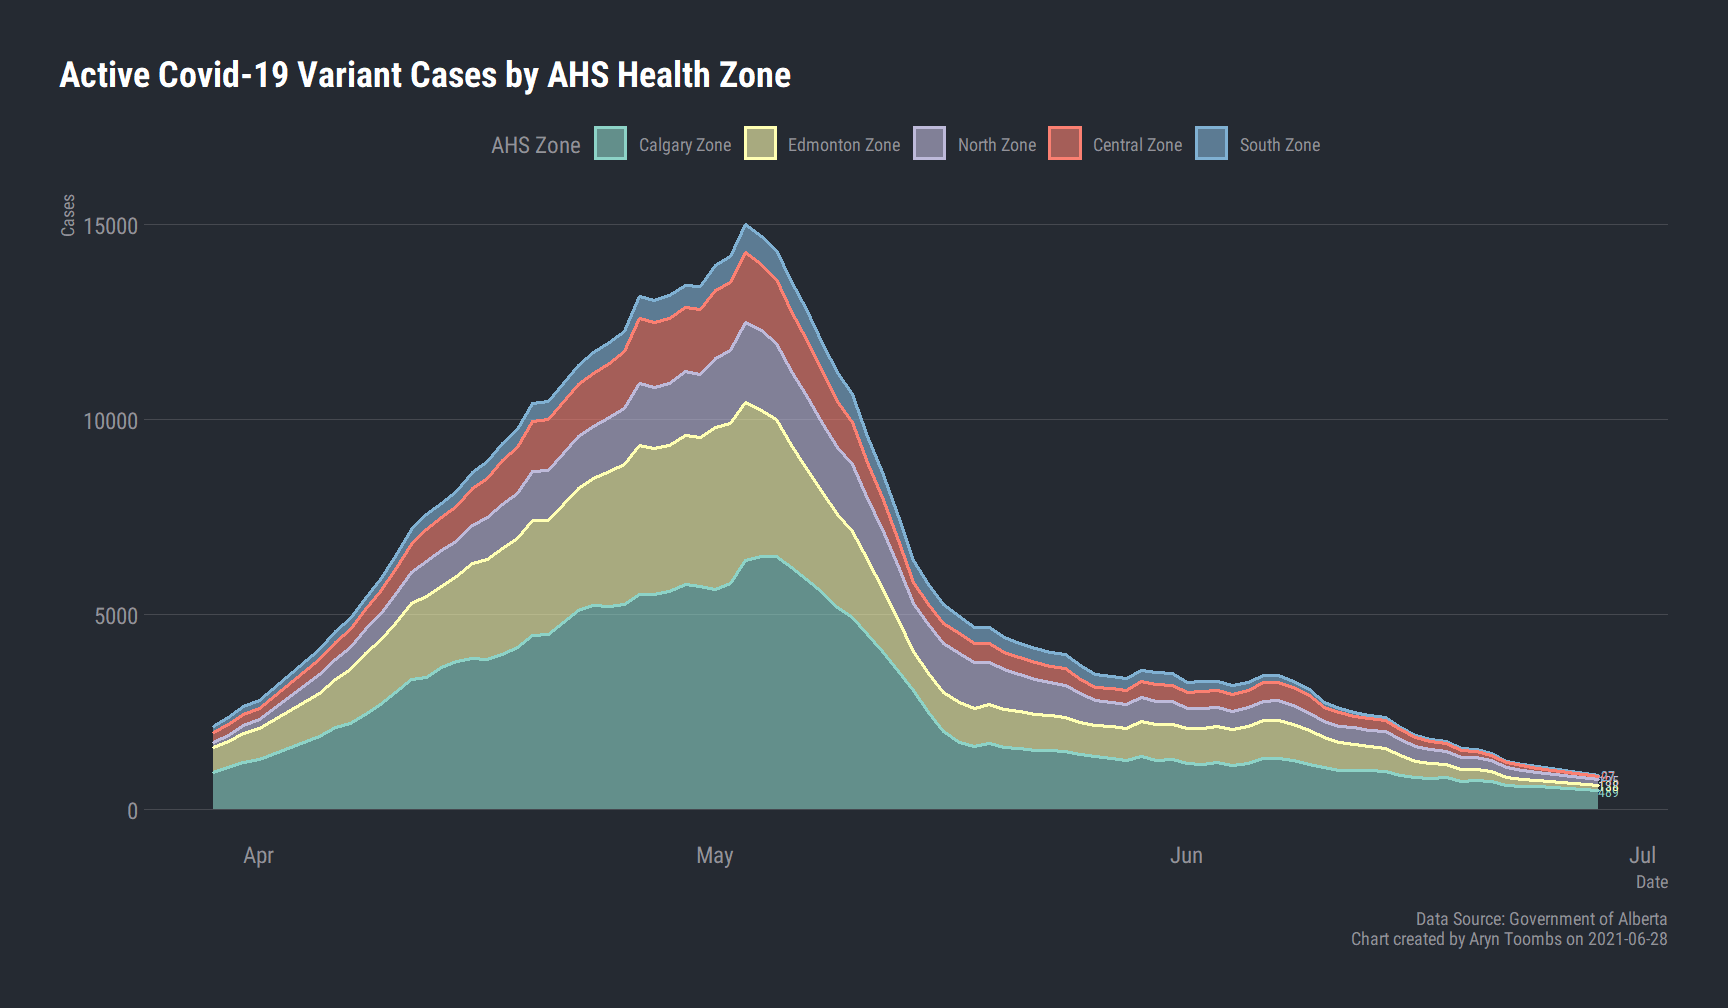 Active Covid-19 Variant Cases by AHS Health Zone
AHS Zone Calgary Zone Edmonton Zone North Zone Central Zone South Zone
Cases
15000
10000
5000
0
489
Apr May Jun Jul
Date
Data Source: Government of Alberta
Chart created by Aryn Toombs on 2021-06-28